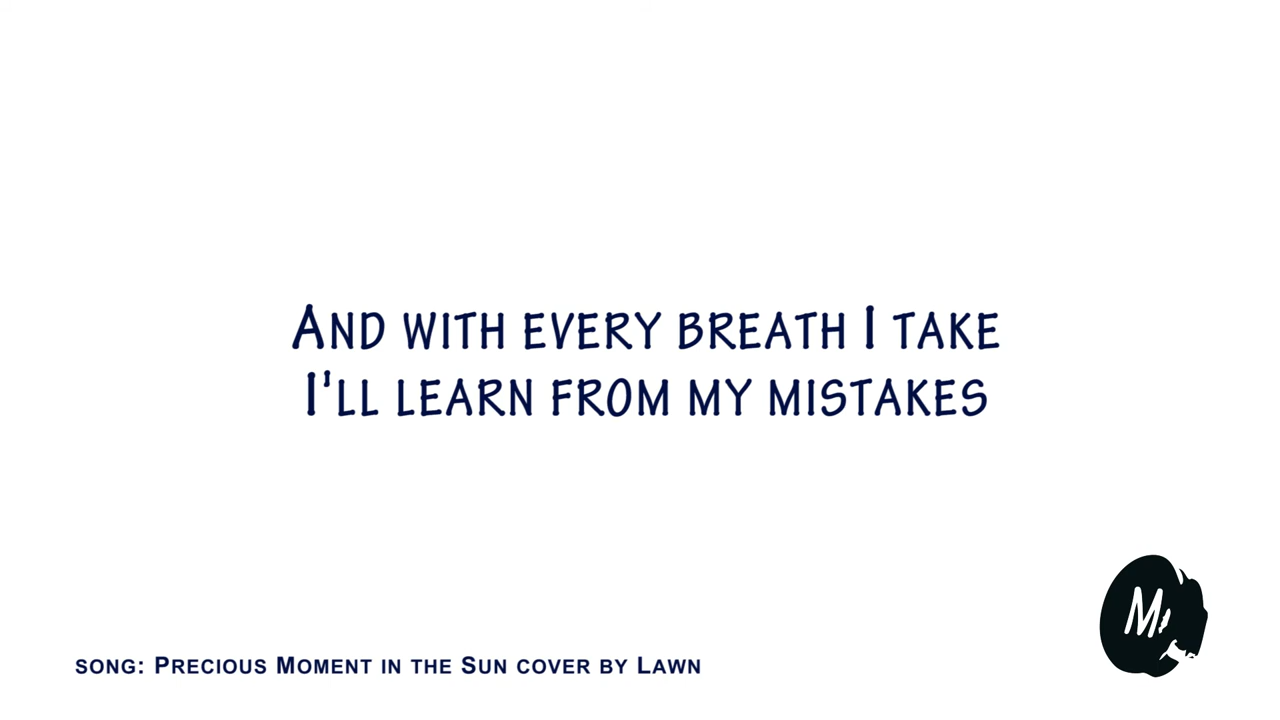 And with every breath I take
I'll learn from my mistakes
M
song: Precious Moment in the Sun cover by Lawn